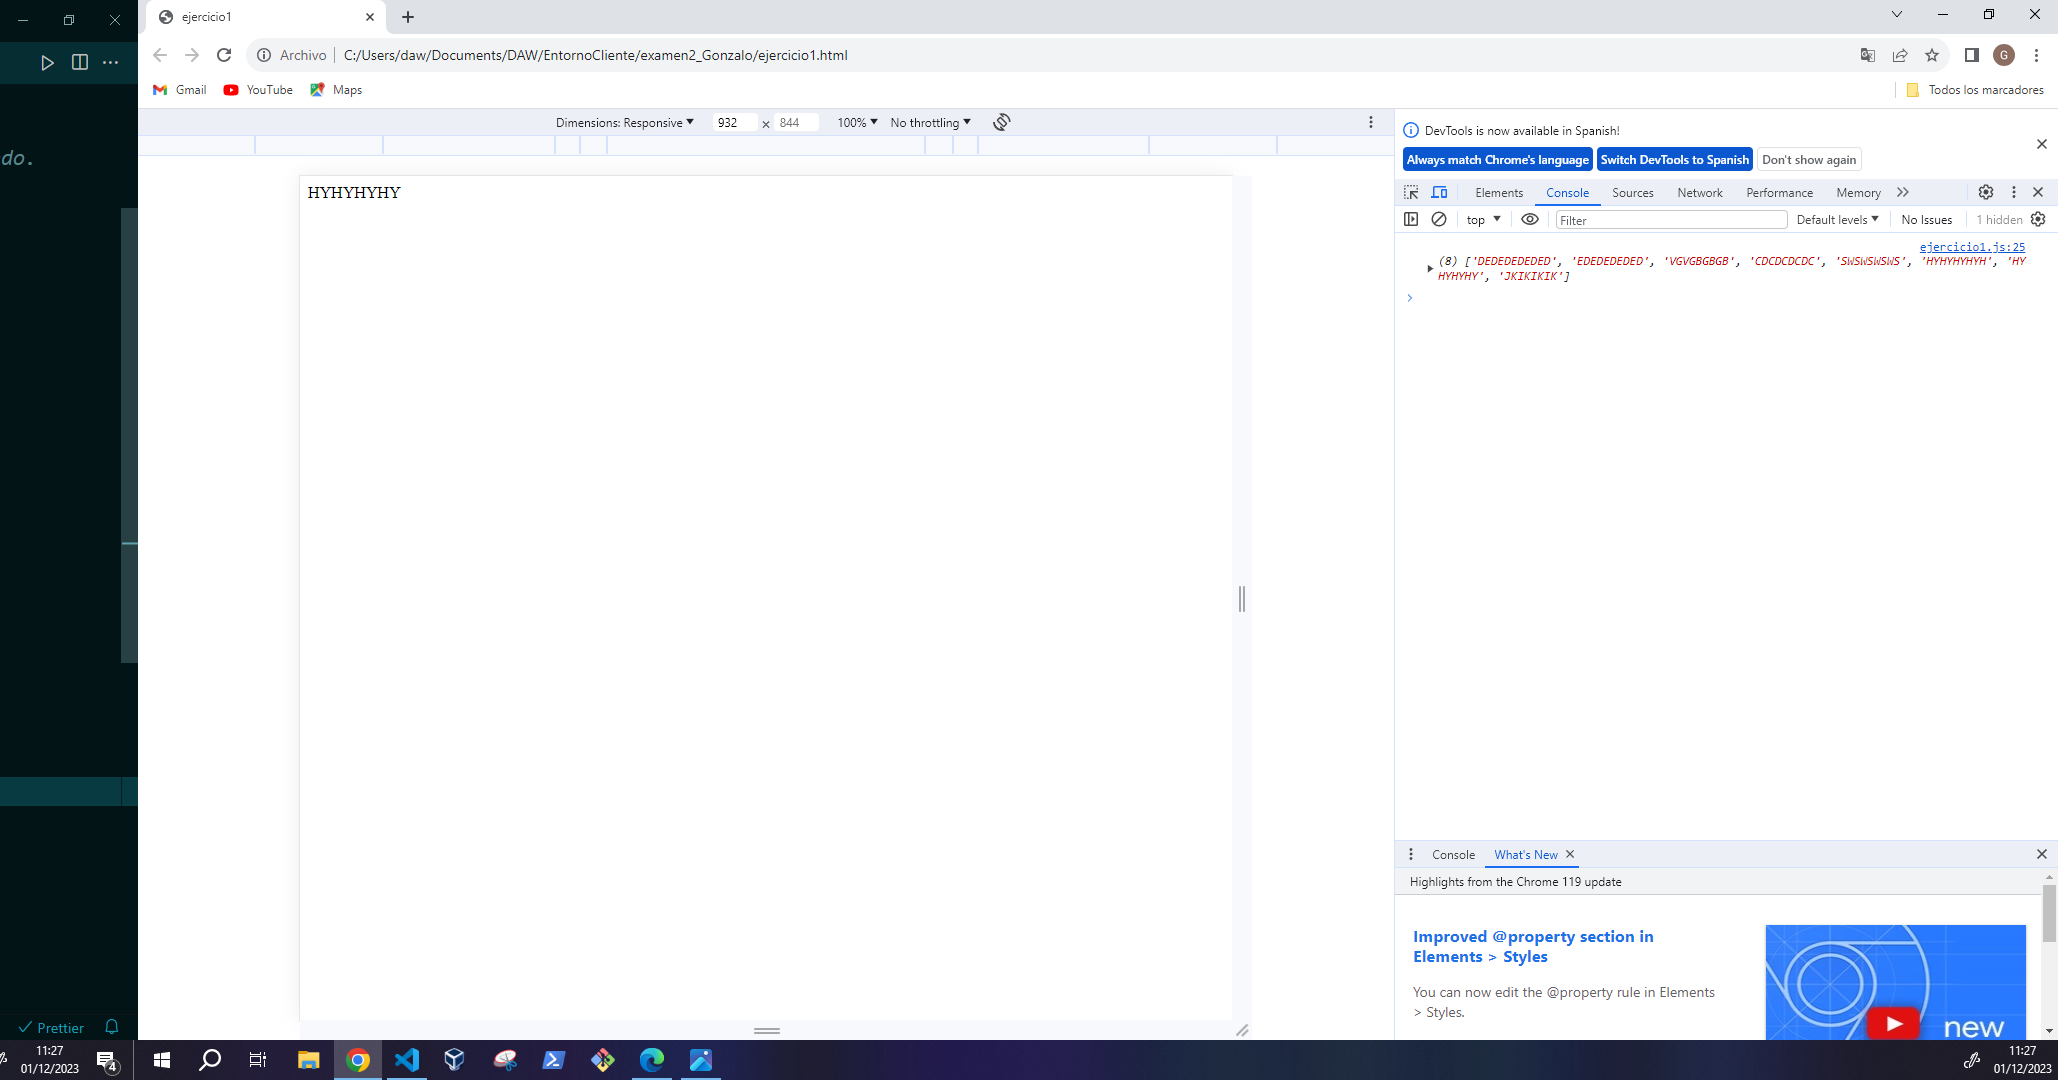 ejercicio1
Archivo C:/Users/daw/Documents/DAW/EntornoCliente/examen2_Gonzalo/ejercicio1.html
G
Gmail YouTube Maps Todos los marcadores
Dimensions: Responsive 932 × 844 100% No throttling
do.
HYHYHYHY
DevTools is now available in Spanish!
Always match Chrome's language Switch DevTools to Spanish Don't show again
Elements Console Sources Network Performance Memory
top Filter Default levels No Issues 1 hidden
ejercicio1.js:25
(8) ['DEDEDEDEDED', 'EDEDEDEDED', 'VGVGBGBGB', 'CDCDCDCDC', 'SWSWSWSWS', 'HYHYHYHYH', 'HY
HYHYHY', 'JKIKIKIK']
Console What's New
Highlights from the Chrome 119 update
Improved @property section in
Elements > Styles
You can now edit the @property rule in Elements
> Styles.
new
Prettier
11:27
01/12/2023
4
11:27
01/12/2023